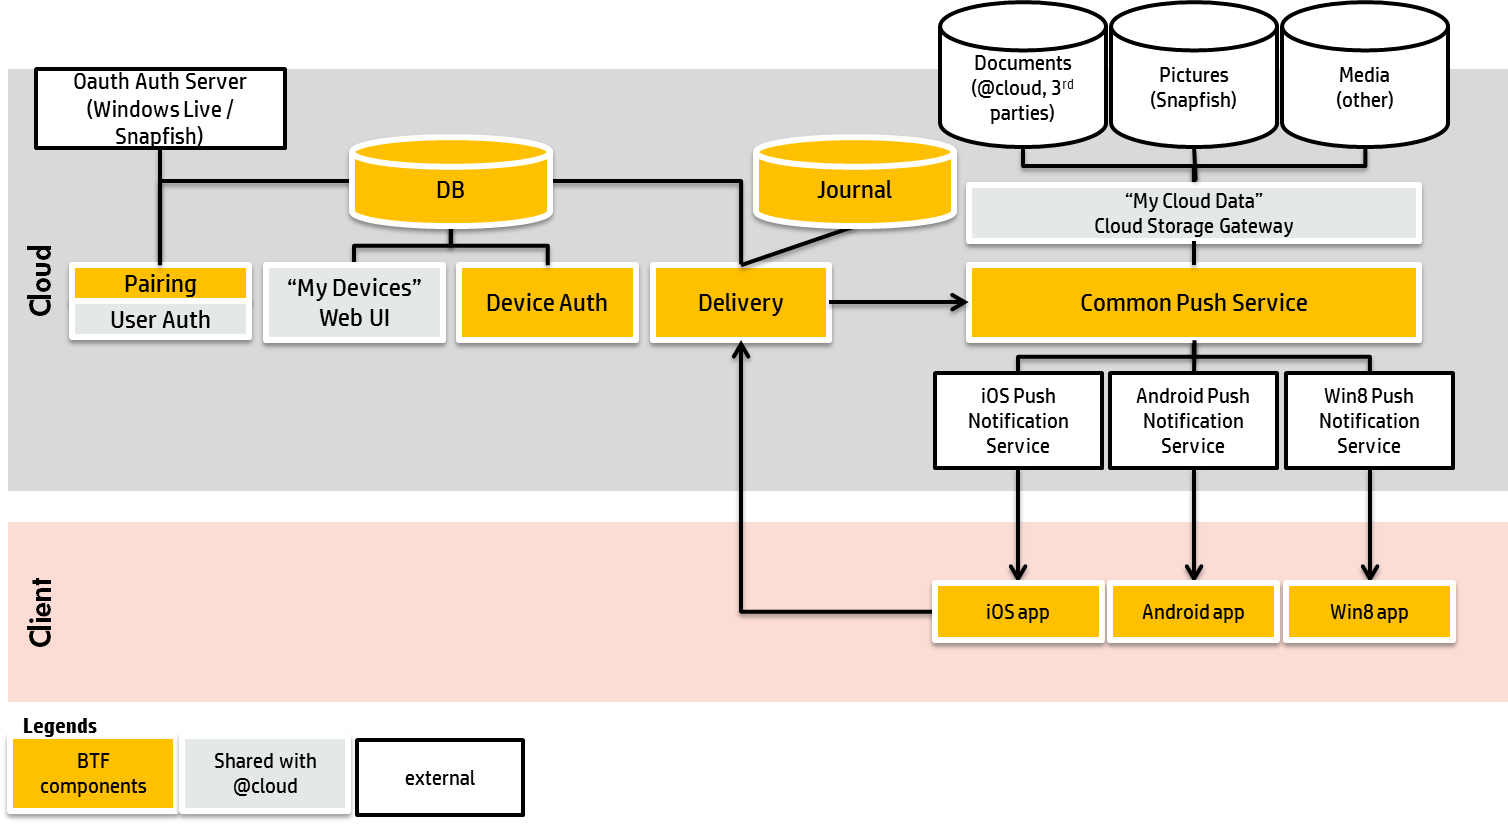 Oauth Auth Server
(Windows Live /
Snapfish)
Documents
(@cloud, 3rd
parties)
Pictures
(Snapfish)
Media
(other)
DB
Journal
“My Cloud Data”
Cloud Storage Gateway
Cloud
Pairing
User Auth
“My Devices”
Web UI
Device Auth
Delivery
Common Push Service
iOS Push
Notification
Service
Android Push
Notification
Service
Win8 Push
Notification
Service
Client
iOS app
Android app
Win8 app
Legends
BTF
components
Shared with
@cloud
external